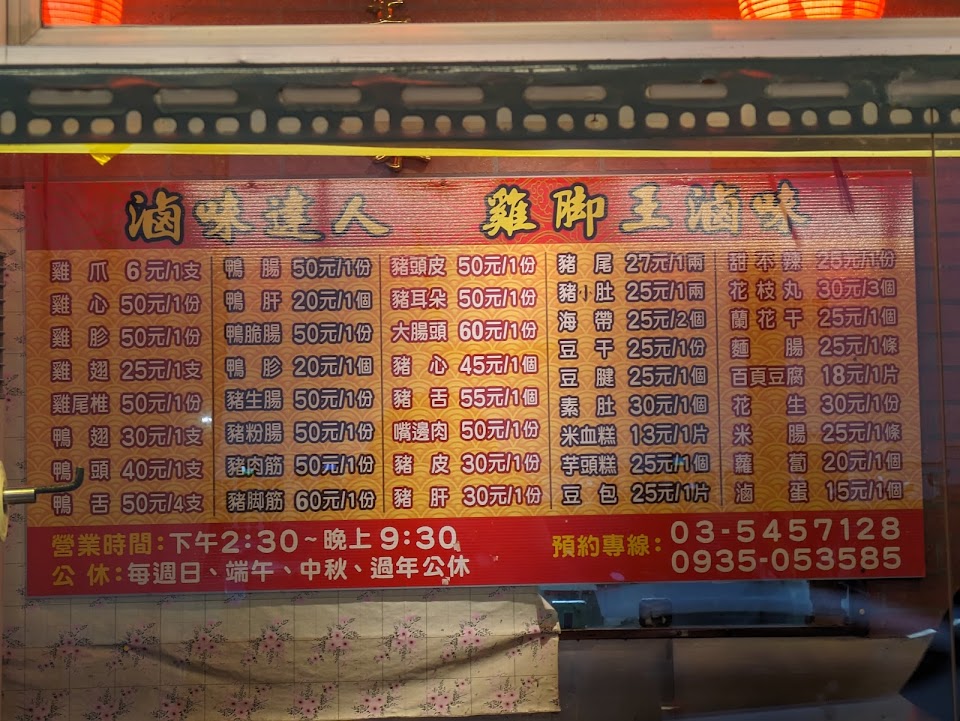 滷味達人 雞腳王滷味
雞爪 6元/1支
雞心 50元/1份
雞胗 50元/1份
雞翅 25元/1支
雞尾椎 50元/1份
鴨翅 30元/1支
鴨頭 40元/1支
鴨舌 50元/4支
鴨腸 50元/1份
鴨肝 20元/1個
鴨脆腸 50元/1份
鴨胗 20元/1個
豬生腸 50元/1份
豬粉腸 50元/1份
豬肉筋 50元/1份
豬脚筋 60元/1份
豬頭皮 50元/1份
豬耳朵 50元/1份
大腸頭 60元/1份
豬心 45元/1個
豬舌 55元/1個
嘴邊肉 50元/1份
豬皮 30元/1份
豬肝 30元/1份
豬尾 27元/1兩
豬小肚 25元/1兩
海帶 25元/2個
豆干 25元/1份
豆腱 25元/1個
素肚 30元/1個
米血糕 13元/1片
芋頭糕 25元/1個
豆包 25元/1片
甜不辣 25元/1份
花枝丸 30元/3個
蘭花干 25元/1個
麵腸 25元/1條
百頁豆腐 18元/1片
花生 30元/1份
米腸 25元/1條
蘿蔔 20元/1個
滷蛋 15元/1個
營業時間:下午2:30~晚上9:30
公休:每週日、端午、中秋、過年公休
預約專線:03-5457128
0935-053585